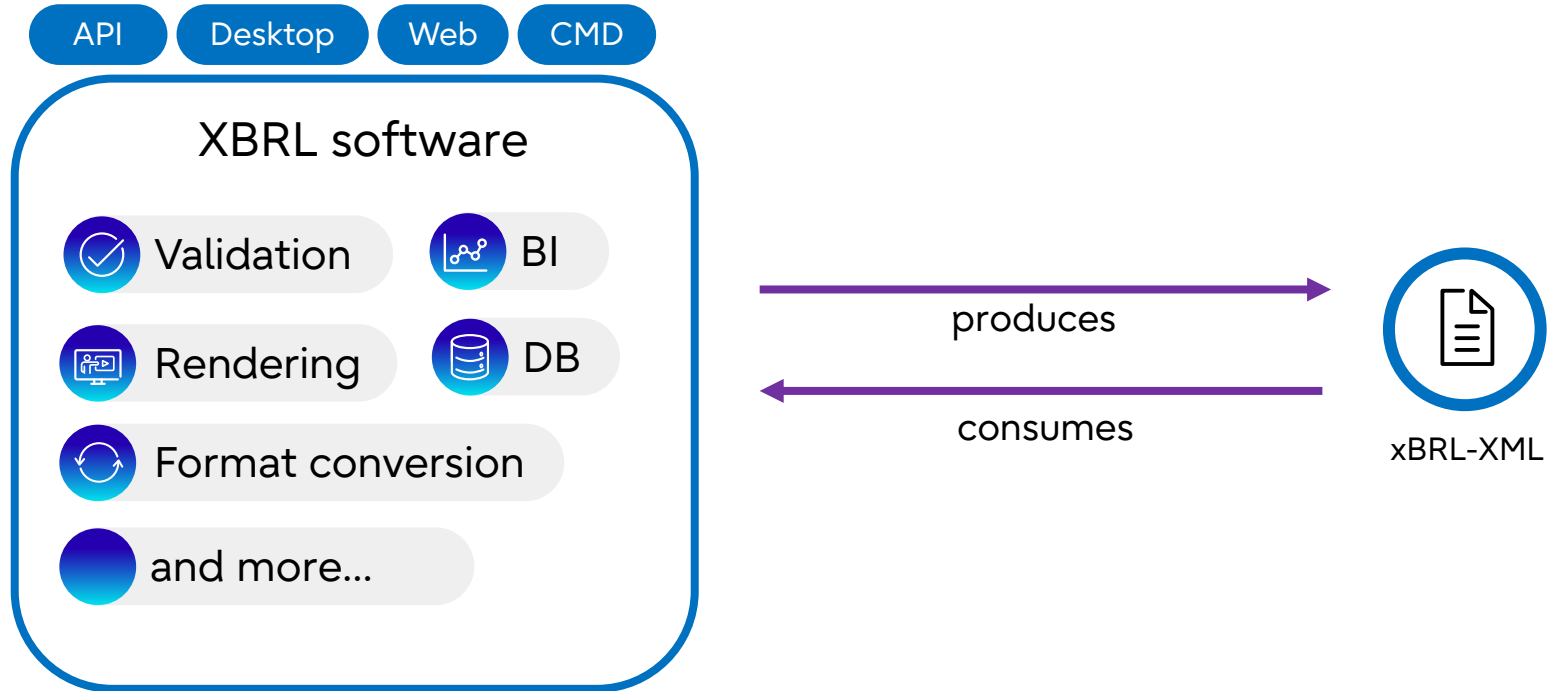 API
Desktop
Web
CMD
XBRL software
Validation
BI
Rendering
DB
Format conversion
and more...
produces
consumes
xBRL-XML